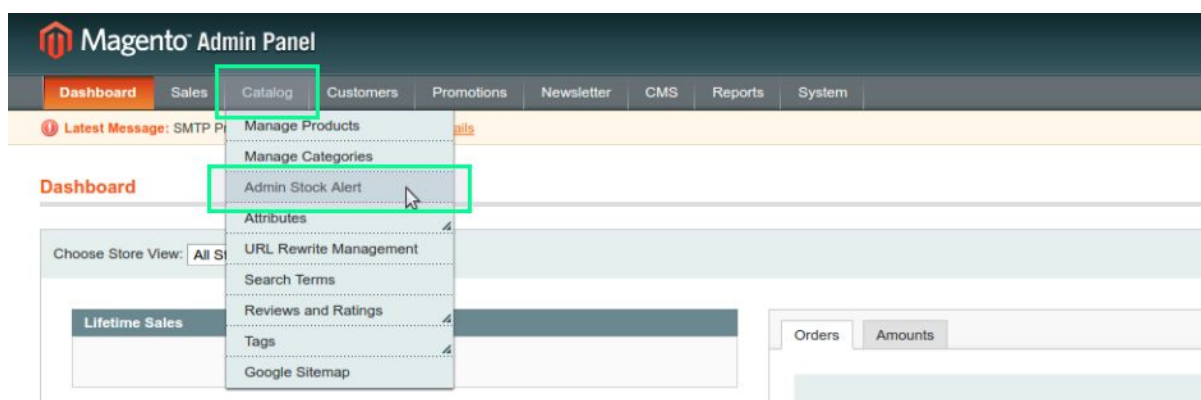 Magento Admin Panel
Dashboard Sales Catalog Customers Promotions Newsletter CMS Reports System
Latest Message: SMTP
Manage Products
Manage Categories
Dashboard
Admin Stock Alert
Attributes
Choose Store View: All
URL Rewrite Management
Search Terms
Reviews and Ratings
Lifetime Sales
Tags
Orders Amounts
Google Sitemap